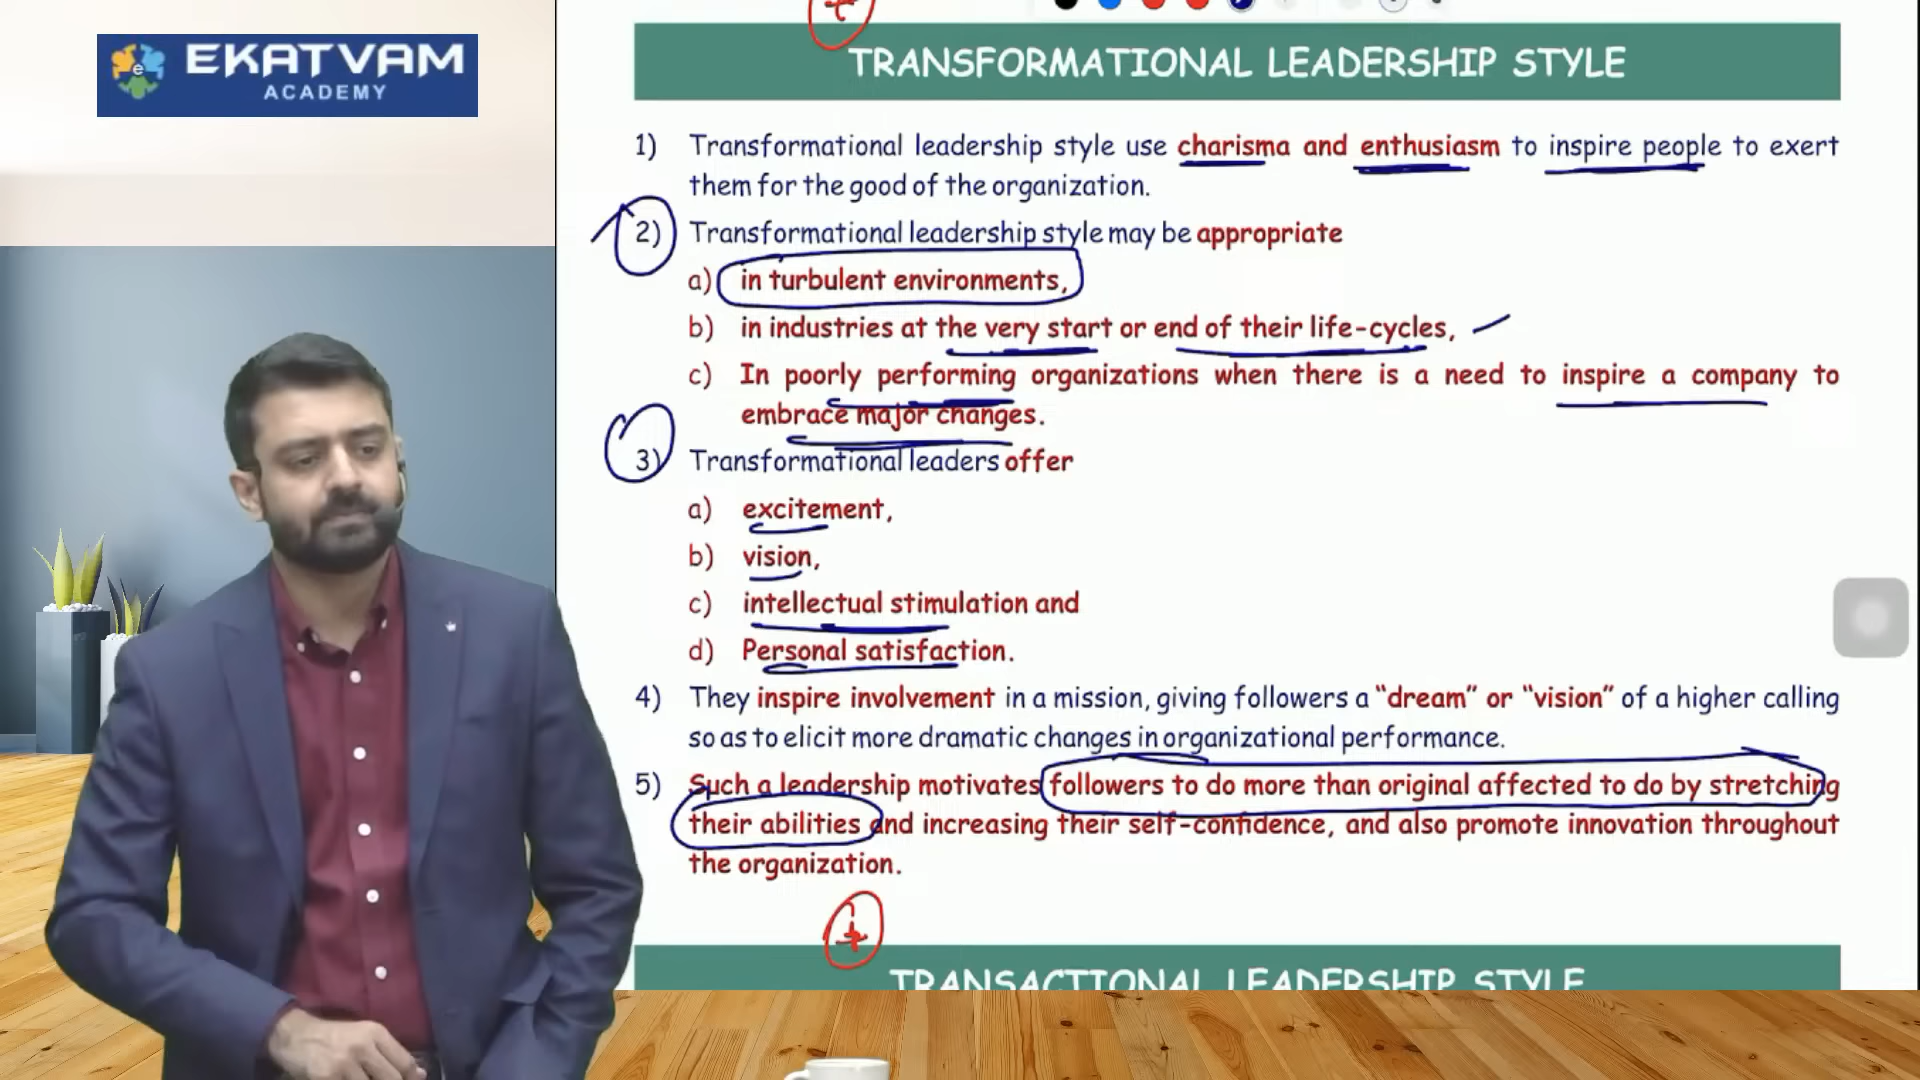 EKATVAM
ACADEMY
TRANSFORMATIONAL LEADERSHIP STYLE
1) Transformational leadership style use charisma and enthusiasm to inspire people to exert
them for the good of the organization.
2) Transformational leadership style may be appropriate
a) in turbulent environments,
b) in industries at the very start or end of their life-cycles,
c) In poorly performing organizations when there is a need to inspire a company to
embrace major changes.
3) Transformational leaders offer
a) excitement,
b) vision,
c) intellectual stimulation and
d) Personal satisfaction.
4) They inspire involvement in a mission, giving followers a “dream” or “vision” of a higher calling
so as to elicit more dramatic changes in organizational performance.
5) Such a leadership motivates followers to do more than original affected to do by stretching
their abilities and increasing their self-confidence, and also promote innovation throughout
the organization.
TRANSACTIONAL LEADERSHIP STYLE